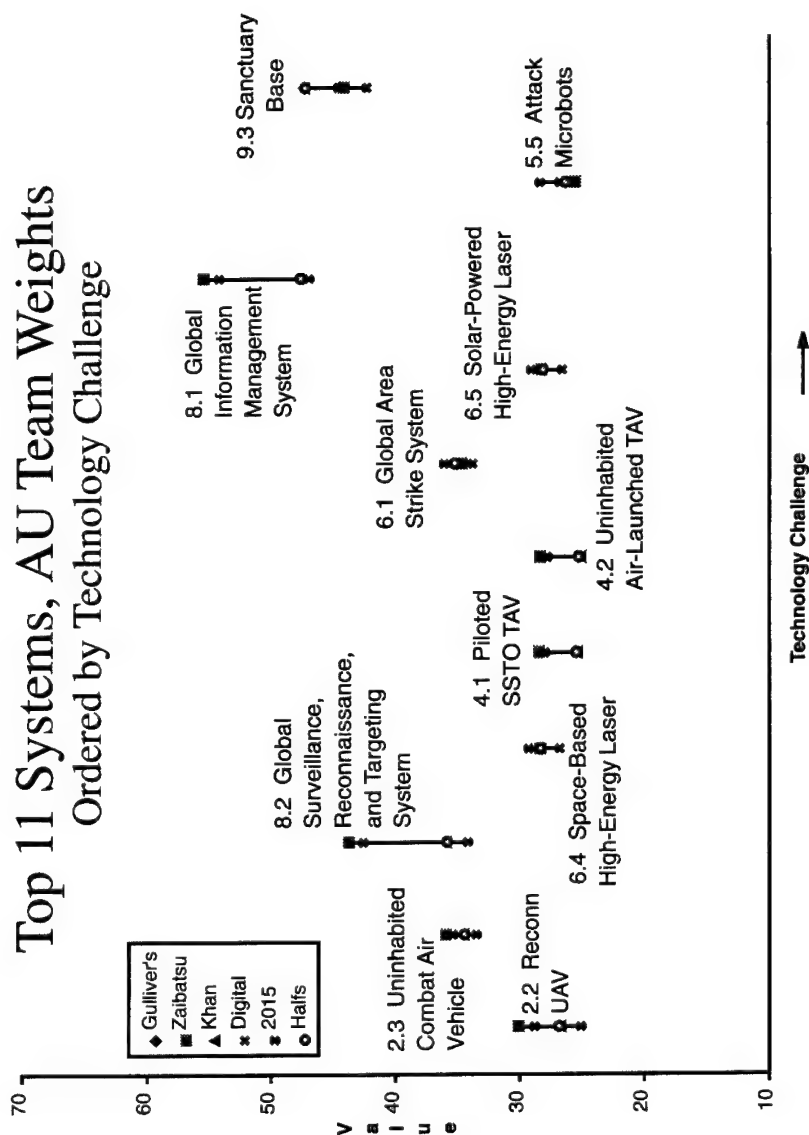 Top 11 Systems, AU Team Weights
Ordered by Technology Challenge
70
60
50
40
30
20
10
V
a
l
u
e
Gulliver's
Zaibatsu
Khan
Digital
2015
Halfs
2.2 Reconn
UAV
2.3 Uninhabited
Combat Air
Vehicle
8.2 Global
Surveillance,
Reconnaissance,
and Targeting
System
6.4 Space-Based
High-Energy Laser
4.1 Piloted
SSTO TAV
4.2 Uninhabited
Air-Launched TAV
6.1 Global Area
Strike System
6.5 Solar-Powered
High-Energy Laser
8.1 Global
Information
Management
System
5.5 Attack
Microbots
9.3 Sanctuary
Base
Technology Challenge